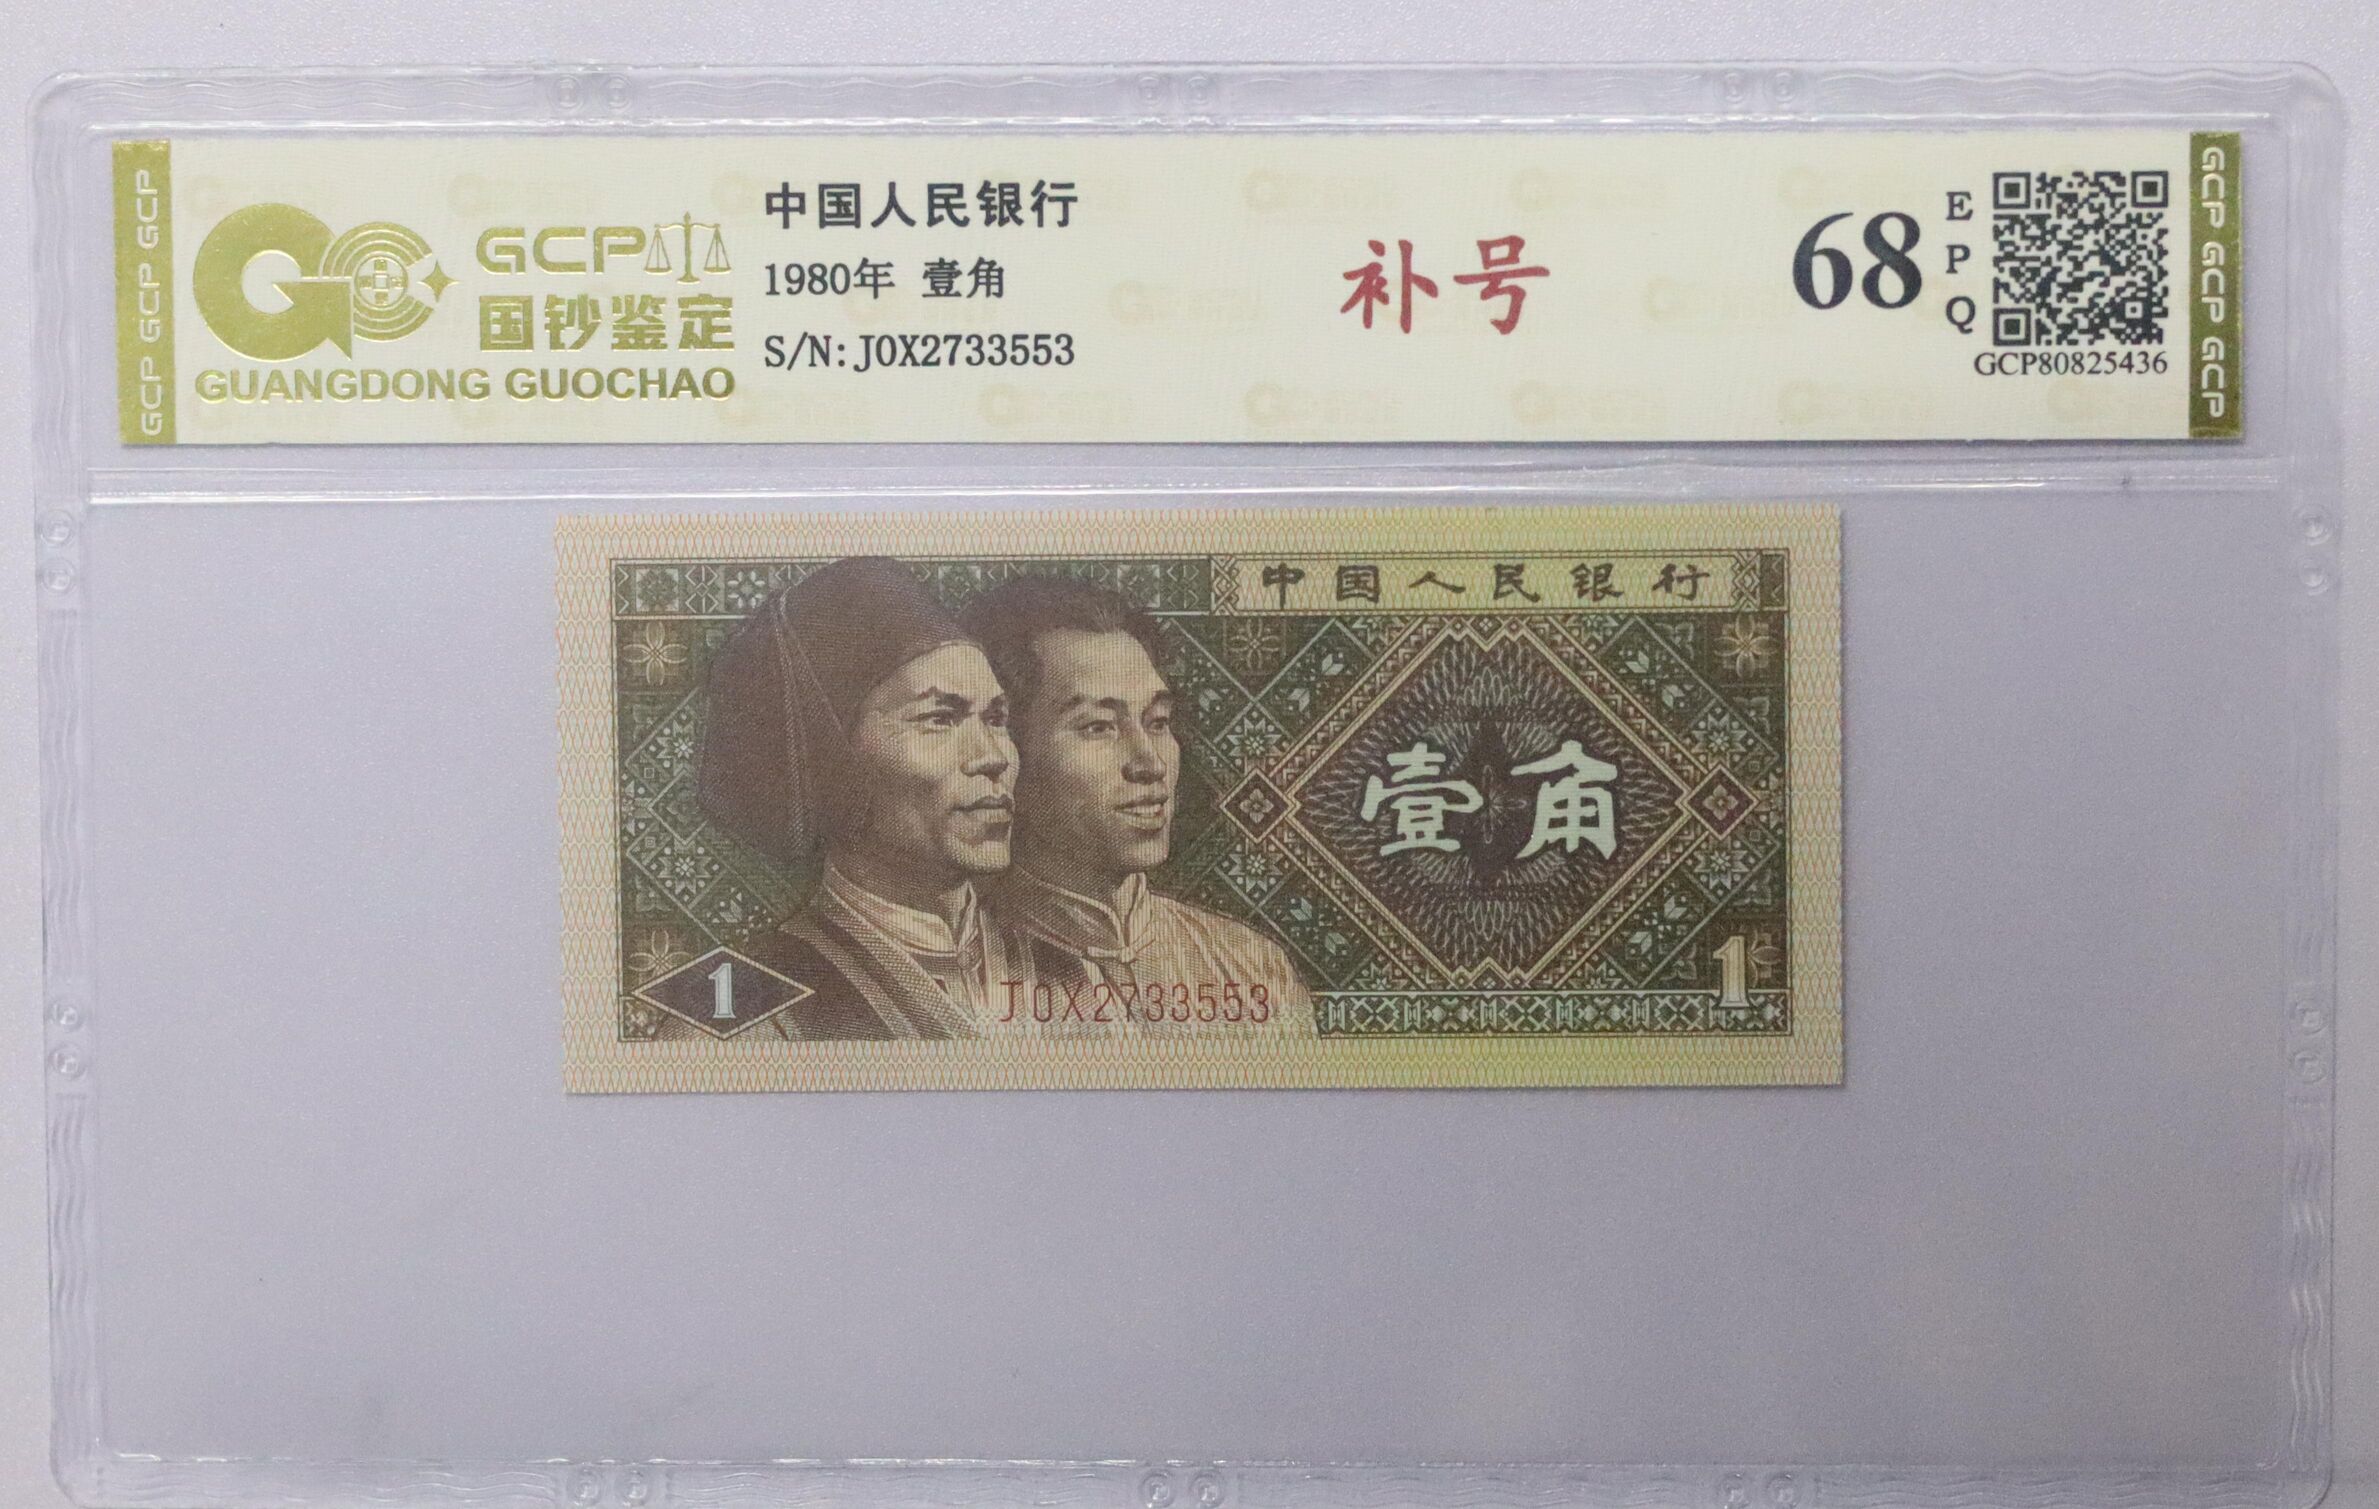 GCP GCP GCP
GCP
国钞鉴定
GUANGDONG GUOCHAO
中国人民银行
1980年 壹角
S/N: J0X2733553
补号
68
E
P
Q
GCP80825436
GCP GCP GCP
中国人民银行
壹角
1
J0X2733553
1